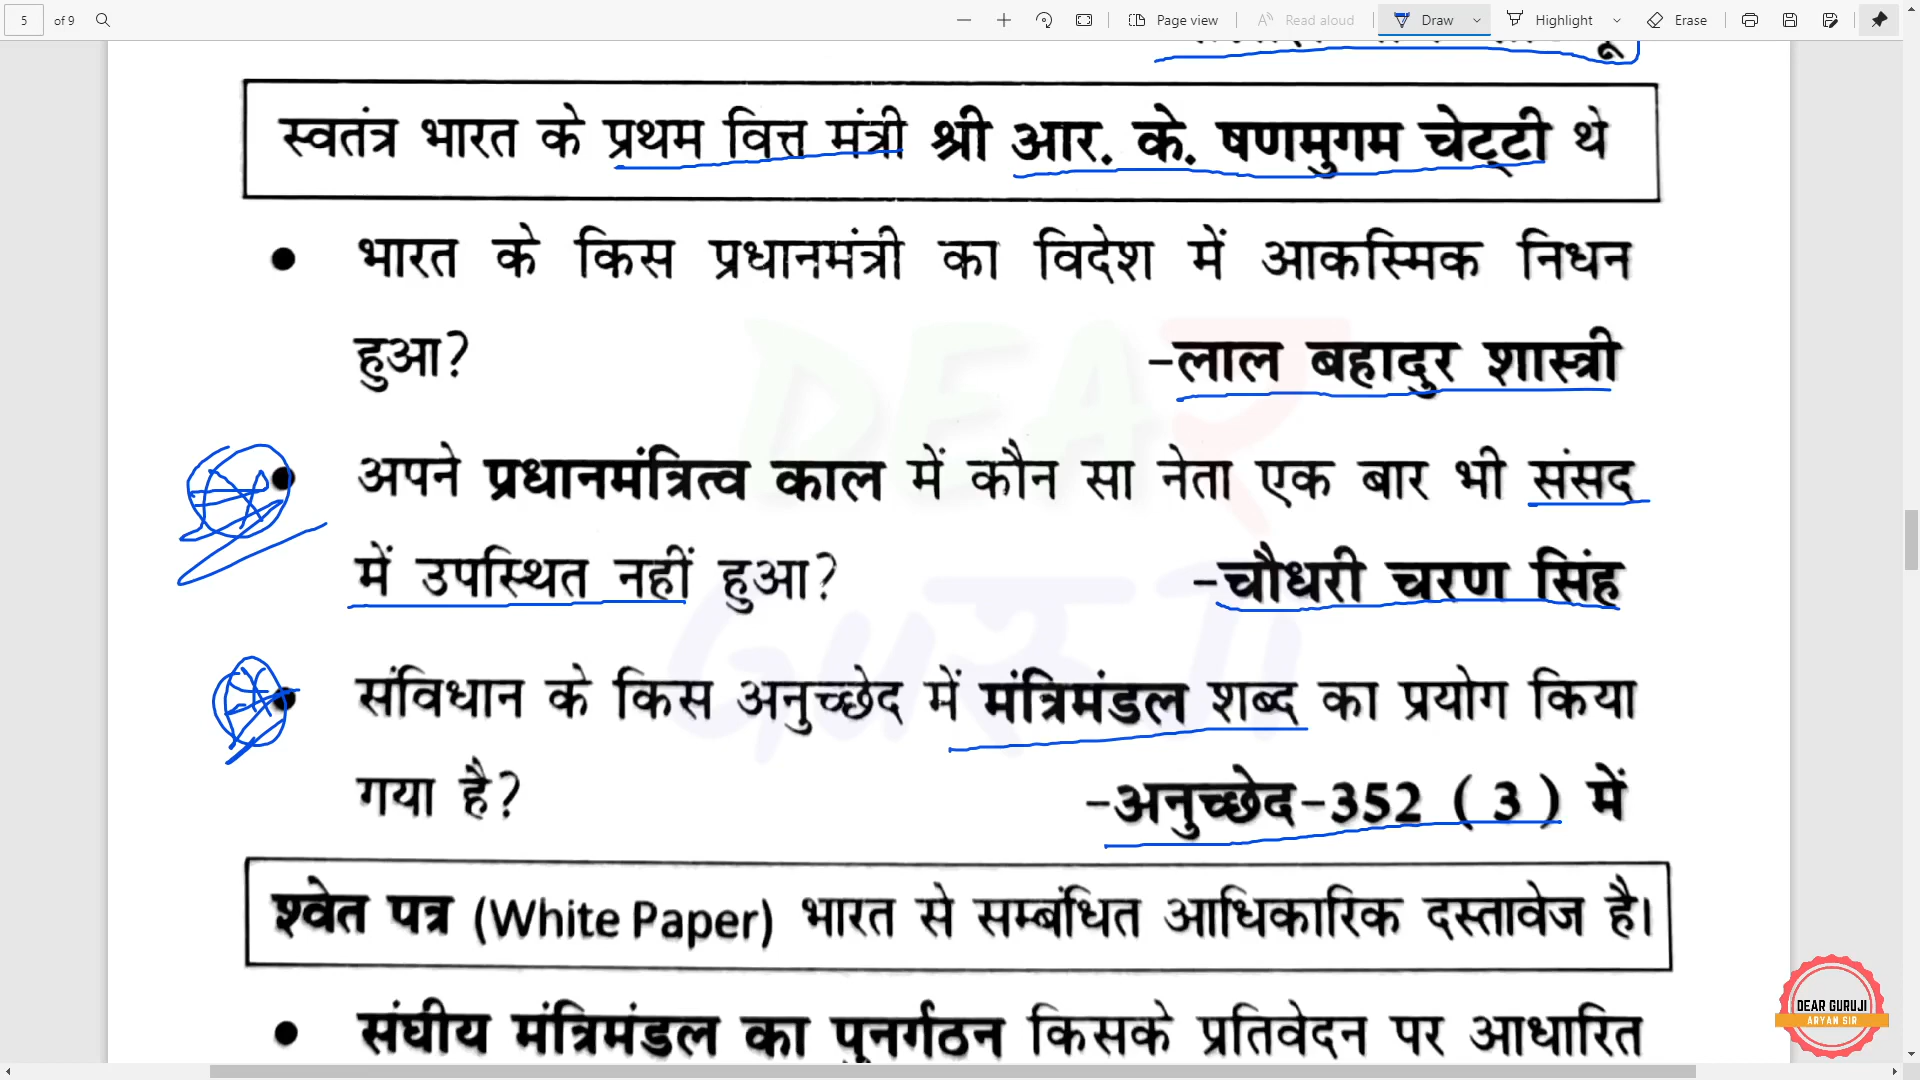 5 of 9 Page view Read aloud Draw Highlight Erase
स्वतंत्र भारत के प्रथम वित्त मंत्री श्री आर. के. षणमुगम चेट्टी थे
● भारत के किस प्रधानमंत्री का विदेश में आकस्मिक निधन
हुआ? -लाल बहादुर शास्त्री
● अपने प्रधानमंत्रित्व काल में कौन सा नेता एक बार भी संसद
में उपस्थित नहीं हुआ? -चौधरी चरण सिंह
● संविधान के किस अनुच्छेद में मंत्रिमंडल शब्द का प्रयोग किया
गया है? -अनुच्छेद-352 ( 3 ) में
श्वेत पत्र (White Paper) भारत से सम्बंधित आधिकारिक दस्तावेज है।
● संघीय मंत्रिमंडल का पुनर्गठन किसके प्रतिवेदन पर आधारित
DEAR
GURUJI
DEAR GURUJI
ARYAN SIR